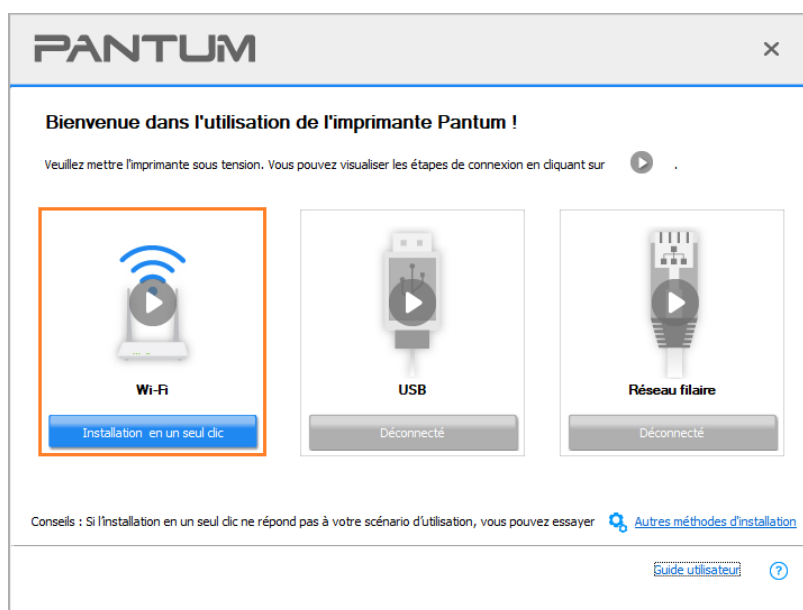 PANTUM
Bienvenue dans l'utilisation de l'imprimante Pantum !
Veuillez mettre l'imprimante sous tension. Vous pouvez visualiser les étapes de connexion en cliquant sur .
Wi-Fi
USB
Réseau filaire
Installation en un seul clic
Déconnecté
Déconnecté
Conseils : Si l'installation en un seul clic ne répond pas à votre scénario d'utilisation, vous pouvez essayer Autres méthodes d'installation
Guide utilisateur ?